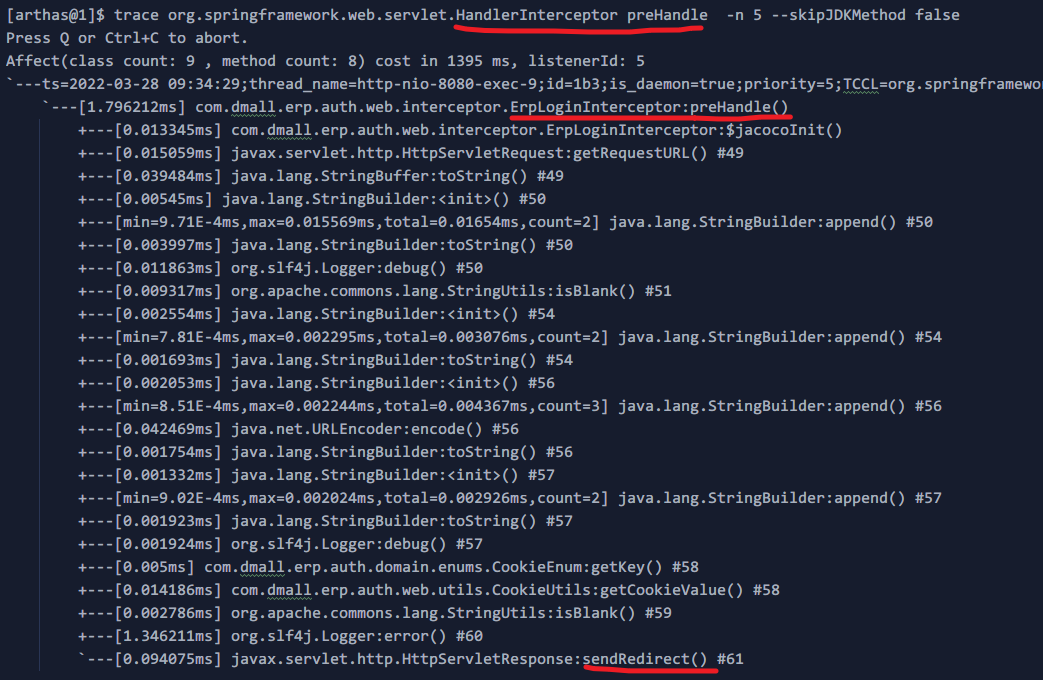 [arthas@1]$ trace org.springframework.web.servlet.HandlerInterceptor preHandle  -n 5 --skipJDKMethod false
Press Q or Ctrl+C to abort.
Affect(class count: 9 , method count: 8) cost in 1395 ms, listenerId: 5
`---ts=2022-03-28 09:34:29;thread_name=http-nio-8080-exec-9;id=1b3;is_daemon=true;priority=5;TCCL=org.springframewo
`---[1.796212ms] com.dmall.erp.auth.web.interceptor.ErpLoginInterceptor:preHandle()
+---[0.013345ms] com.dmall.erp.auth.web.interceptor.ErpLoginInterceptor:$jacocoInit()
+---[0.015059ms] javax.servlet.http.HttpServletRequest:getRequestURL() #49
+---[0.039484ms] java.lang.StringBuffer:toString() #49
+---[0.00545ms] java.lang.StringBuilder:<init>() #50
+---[min=9.71E-4ms,max=0.015569ms,total=0.01654ms,count=2] java.lang.StringBuilder:append() #50
+---[0.003997ms] java.lang.StringBuilder:toString() #50
+---[0.011863ms] org.slf4j.Logger:debug() #50
+---[0.009317ms] org.apache.commons.lang.StringUtils:isBlank() #51
+---[0.002554ms] java.lang.StringBuilder:<init>() #54
+---[min=7.81E-4ms,max=0.002295ms,total=0.003076ms,count=2] java.lang.StringBuilder:append() #54
+---[0.001693ms] java.lang.StringBuilder:toString() #54
+---[0.002053ms] java.lang.StringBuilder:<init>() #56
+---[min=8.51E-4ms,max=0.002244ms,total=0.004367ms,count=3] java.lang.StringBuilder:append() #56
+---[0.042469ms] java.net.URLEncoder:encode() #56
+---[0.001754ms] java.lang.StringBuilder:toString() #56
+---[0.001332ms] java.lang.StringBuilder:<init>() #57
+---[min=9.02E-4ms,max=0.002024ms,total=0.002926ms,count=2] java.lang.StringBuilder:append() #57
+---[0.001923ms] java.lang.StringBuilder:toString() #57
+---[0.001924ms] org.slf4j.Logger:debug() #57
+---[0.005ms] com.dmall.erp.auth.domain.enums.CookieEnum:getKey() #58
+---[0.014186ms] com.dmall.erp.auth.web.utils.CookieUtils:getCookieValue() #58
+---[0.002786ms] org.apache.commons.lang.StringUtils:isBlank() #59
+---[1.346211ms] org.slf4j.Logger:error() #60
`---[0.094075ms] javax.servlet.http.HttpServletResponse:sendRedirect() #61